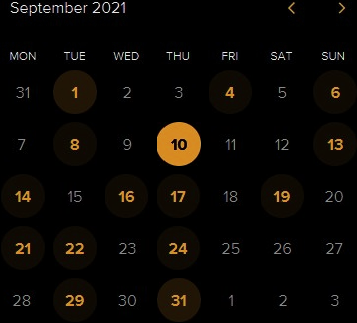 September 2021
MON TUE WED THU FRI SAT SUN
31 1 2 3 4 5 6
7 8 9 10 11 12 13
14 15 16 17 18 19 20
21 22 23 24 25 26 27
28 29 30 31 1 2 3